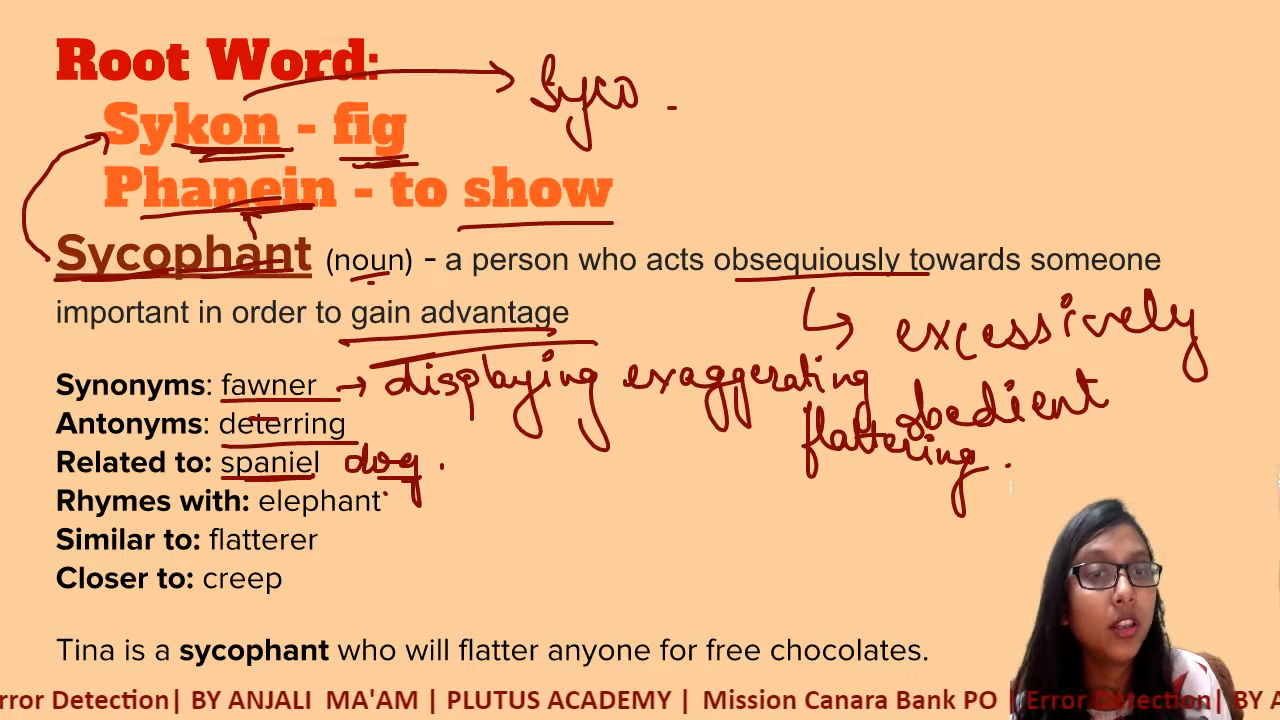 Root Word:
Syco -
Sykon - fig
Phanein - to show
Sycophant (noun) - a person who acts obsequiously towards someone
important in order to gain advantage
excessively
obedient
Synonyms: fawner → displaying exaggerating
flattering.
Antonyms: deterring
Related to: spaniel dog.
Rhymes with: elephant
Similar to: flatterer
Closer to: creep
Tina is a sycophant who will flatter anyone for free chocolates.
rror Detection| BY ANJALI MA'AM | PLUTUS ACADEMY | Mission Canara Bank PO | Error Detection| BY A